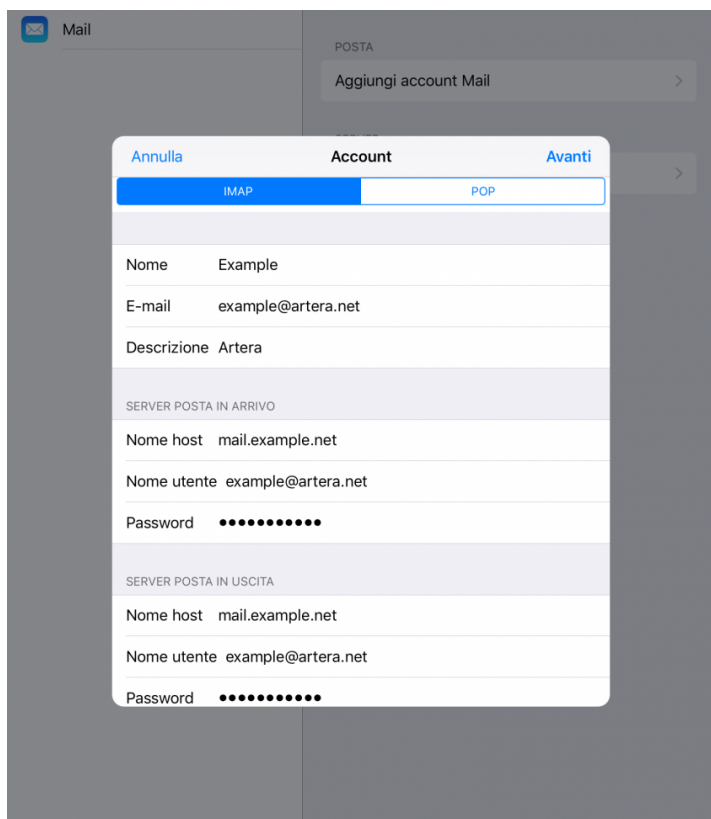 Mail
POSTA
Aggiungi account Mail
Annulla
Account
Avanti
IMAP
POP
Nome Example
E-mail example@artera.net
Descrizione Artera
SERVER POSTA IN ARRIVO
Nome host mail.example.net
Nome utente example@artera.net
Password ●●●●●●●●●●●
SERVER POSTA IN USCITA
Nome host mail.example.net
Nome utente example@artera.net
Password ●●●●●●●●●●●